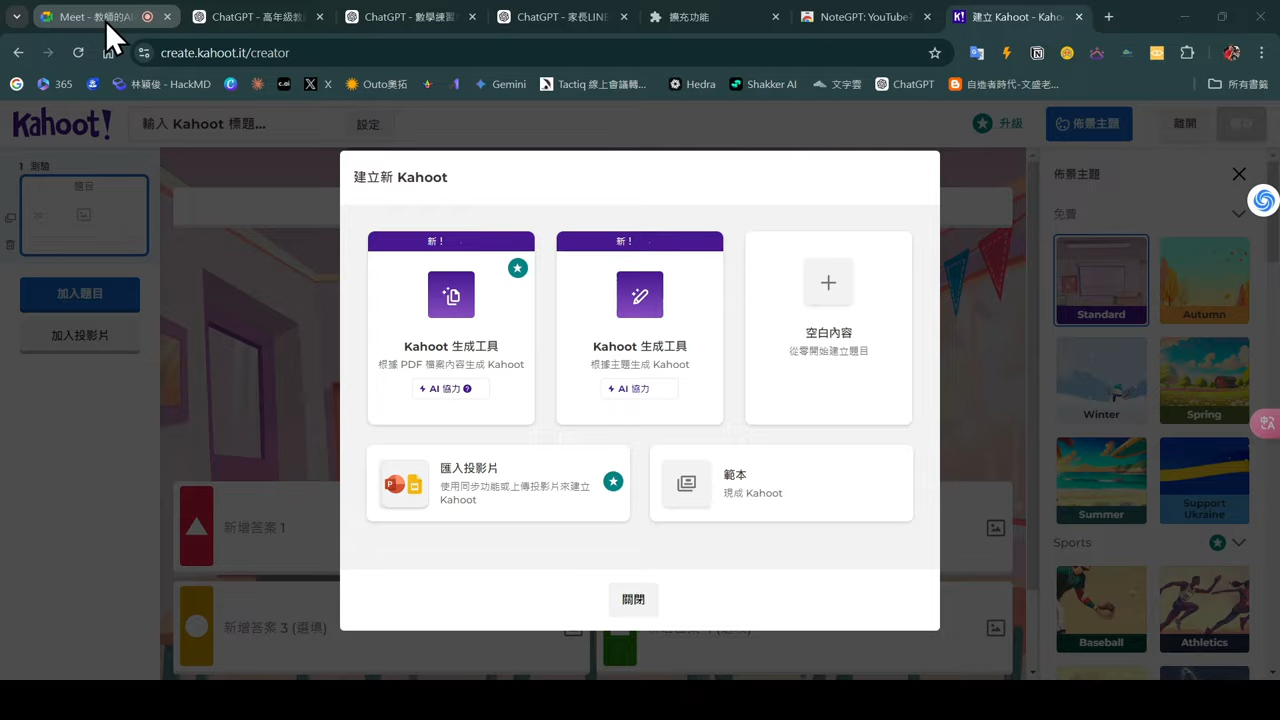 Meet - 教師的AI
ChatGPT - 高年級教
ChatGPT - 數學練習
ChatGPT - 家長LINE
擴充功能
NoteGPT: YouTube
建立 Kahoot - Kaho
create.kahoot.it/creator
365
林穎俊 - HackMD
X
Outo奧拓
Gemini
Tactiq 線上會議轉...
Hedra
Shakker AI
文字雲
ChatGPT
自造者時代-文盛老...
所有書籤
Kahoot!
輸入 Kahoot 標題...
設定
升級
佈景主題
離開
1 測驗
題目
加入題目
加入投影片
建立新 Kahoot
新！
新！
Kahoot 生成工具
根據 PDF 檔案內容生成 Kahoot
AI 協力
Kahoot 生成工具
根據主題生成 Kahoot
AI 協力
空白內容
從零開始建立題目
匯入投影片
使用同步功能或上傳投影片來建立
Kahoot
範本
現成 Kahoot
關閉
新增答案 1
新增答案 3 (選填)
佈景主題
免費
Standard
Autumn
Winter
Spring
Summer
Support
Ukraine
Sports
Baseball
Athletics